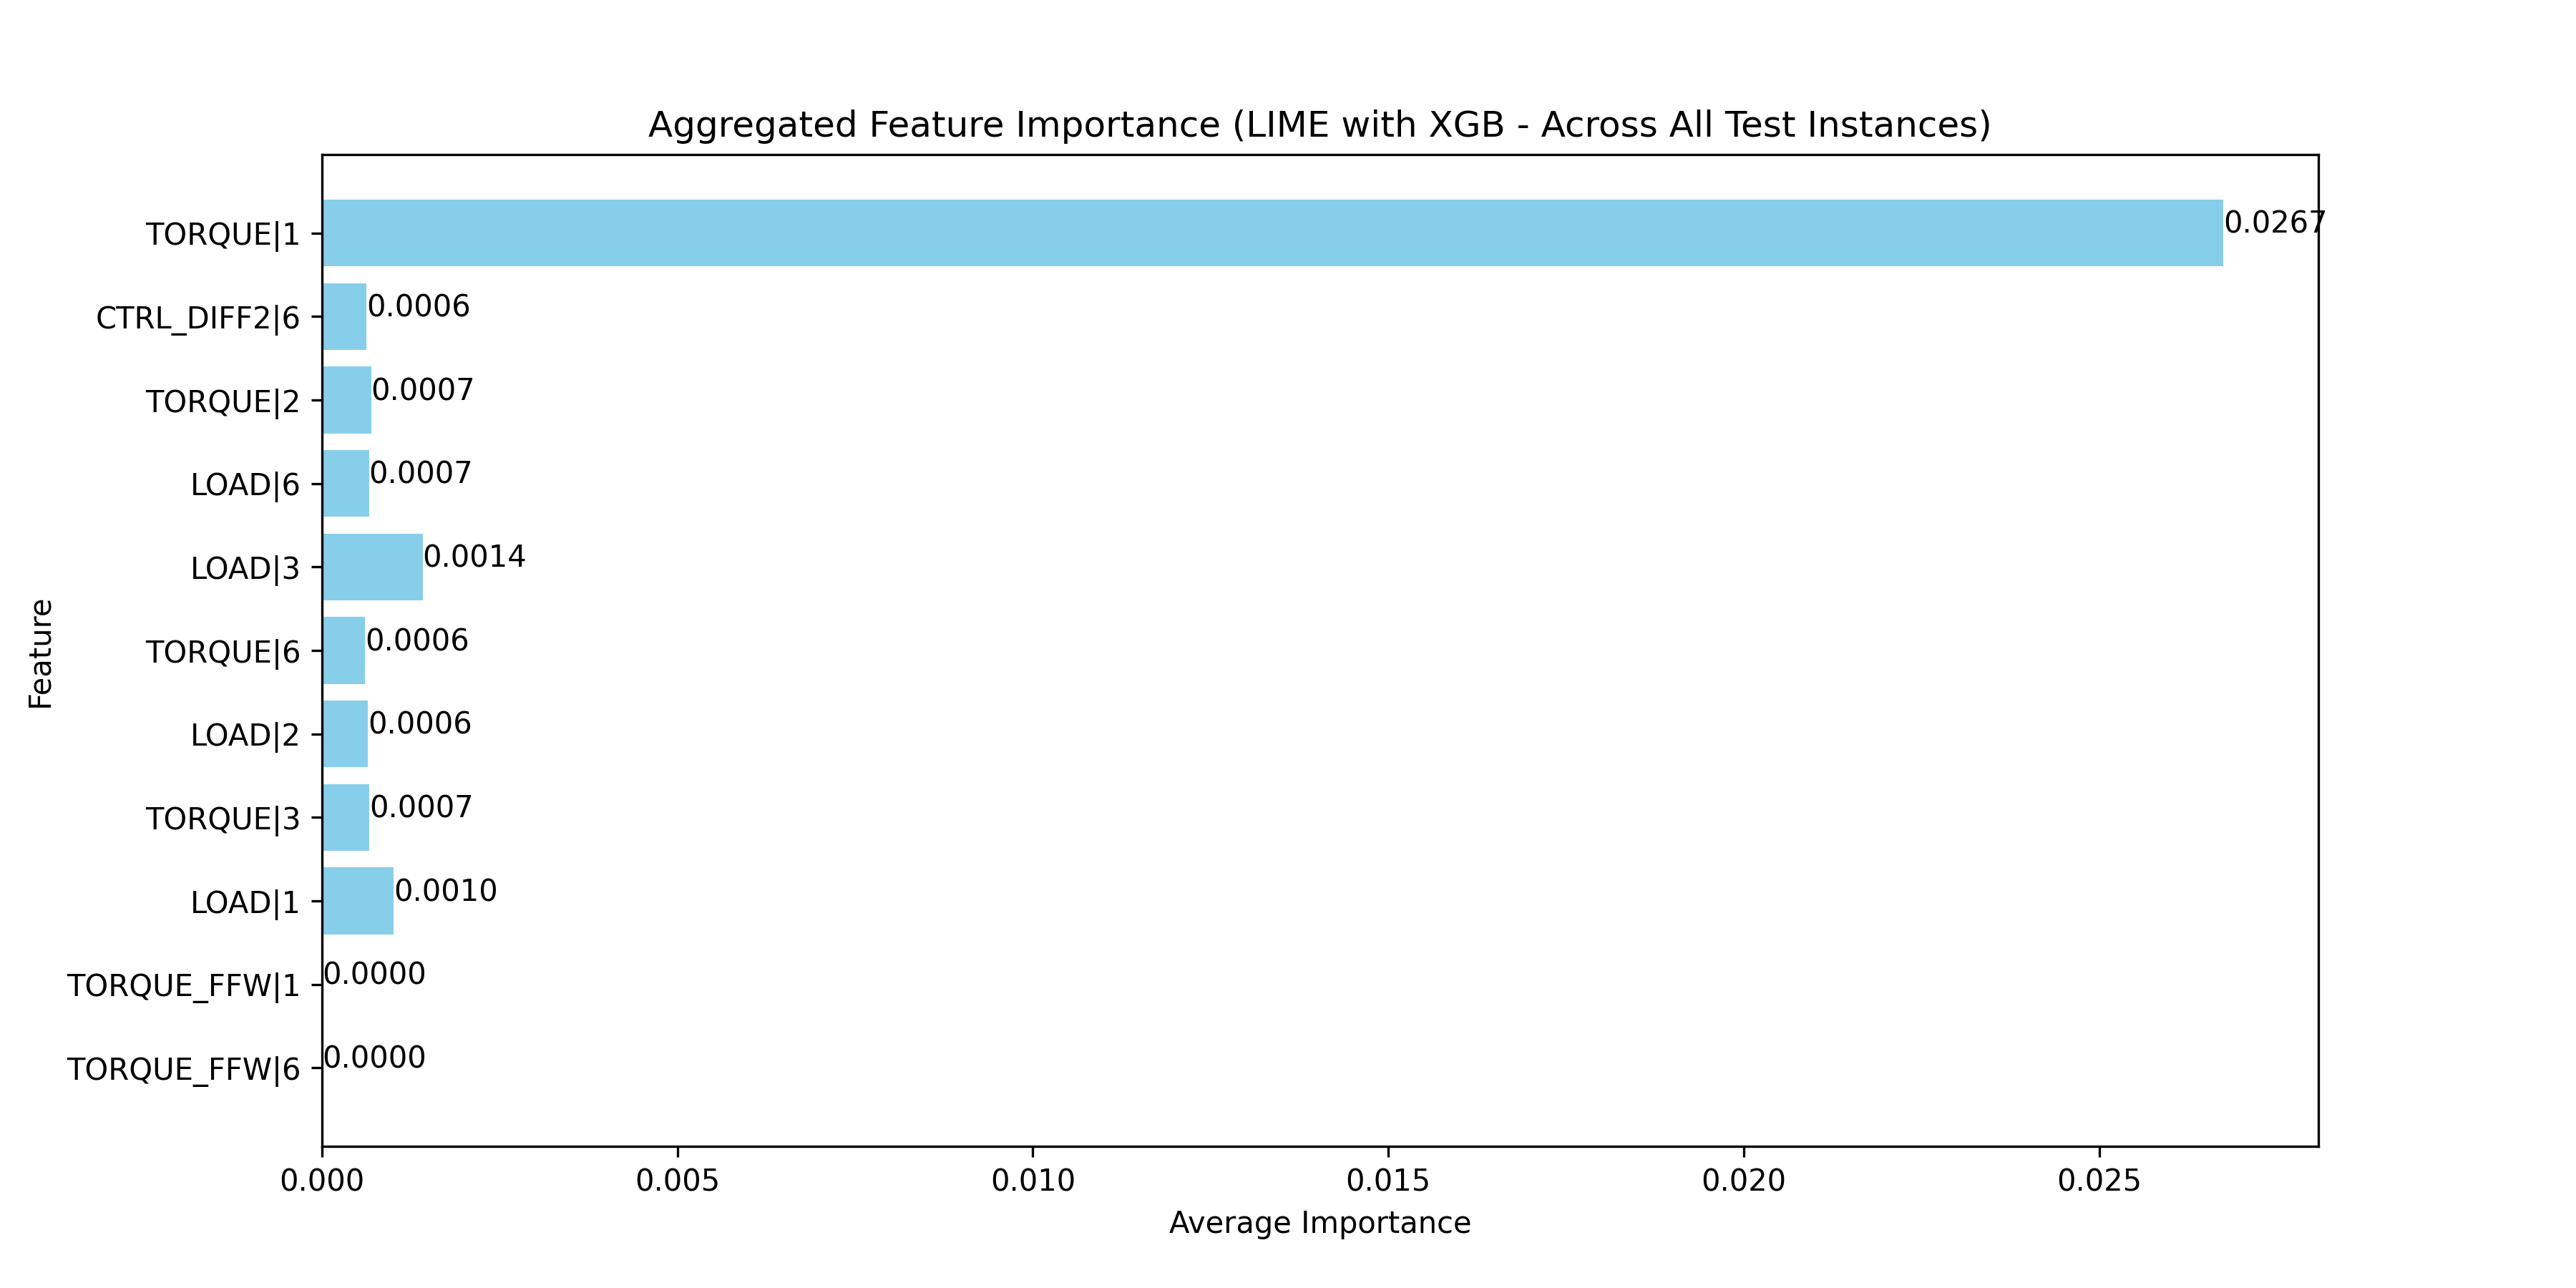 Aggregated Feature Importance (LIME with XGB - Across All Test Instances)
TORQUE|1 0.0267
CTRL_DIFF2|6 0.0006
TORQUE|2 0.0007
LOAD|6 0.0007
LOAD|3 0.0014
TORQUE|6 0.0006
LOAD|2 0.0006
TORQUE|3 0.0007
LOAD|1 0.0010
TORQUE_FFW|1 0.0000
TORQUE_FFW|6 0.0000
Feature
0.000 0.005 0.010 0.015 0.020 0.025
Average Importance